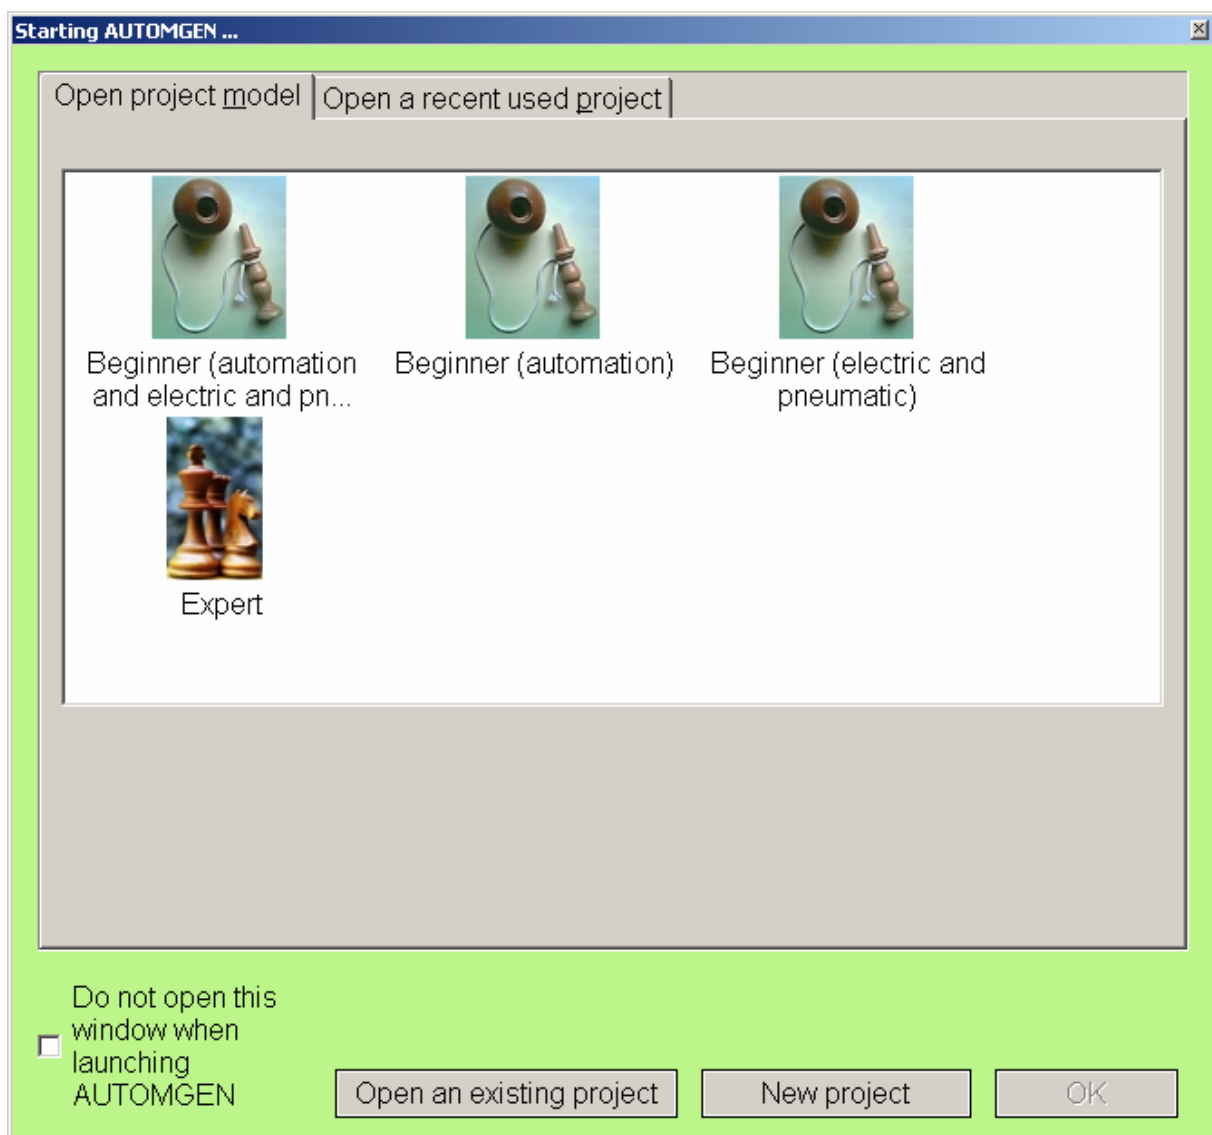 Starting AUTOMGEN ...
Open project model
Open a recent used project
Beginner (automation
and electric and pn...
Beginner (automation)
Beginner (electric and
pneumatic)
Expert
Do not open this
window when
launching
AUTOMGEN
Open an existing project
New project
OK